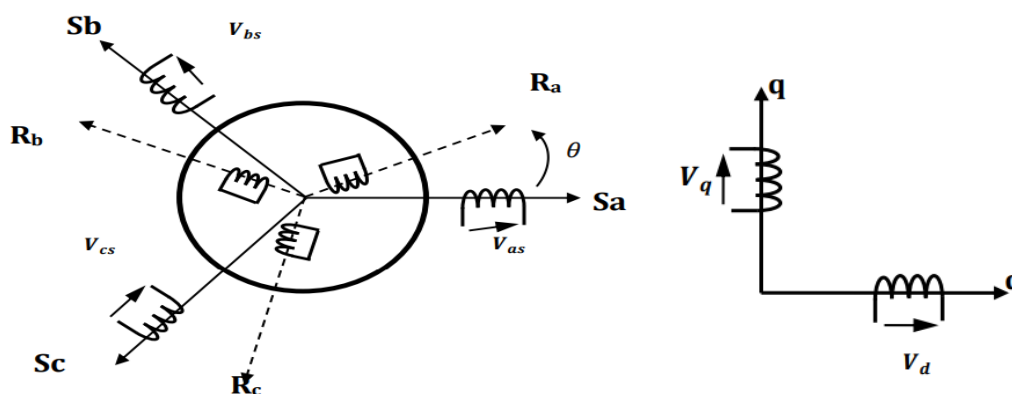 Sb
V_bs
R_a
R_b
θ
Sa
V_as
V_cs
Sc
R_c
q
V_q
d
V_d